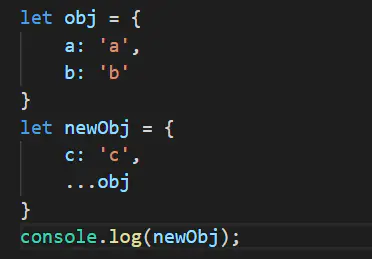 let obj = {
    a: 'a',
    b: 'b'
}
let newObj = {
    c: 'c',
    ...obj
}
console.log(newObj);